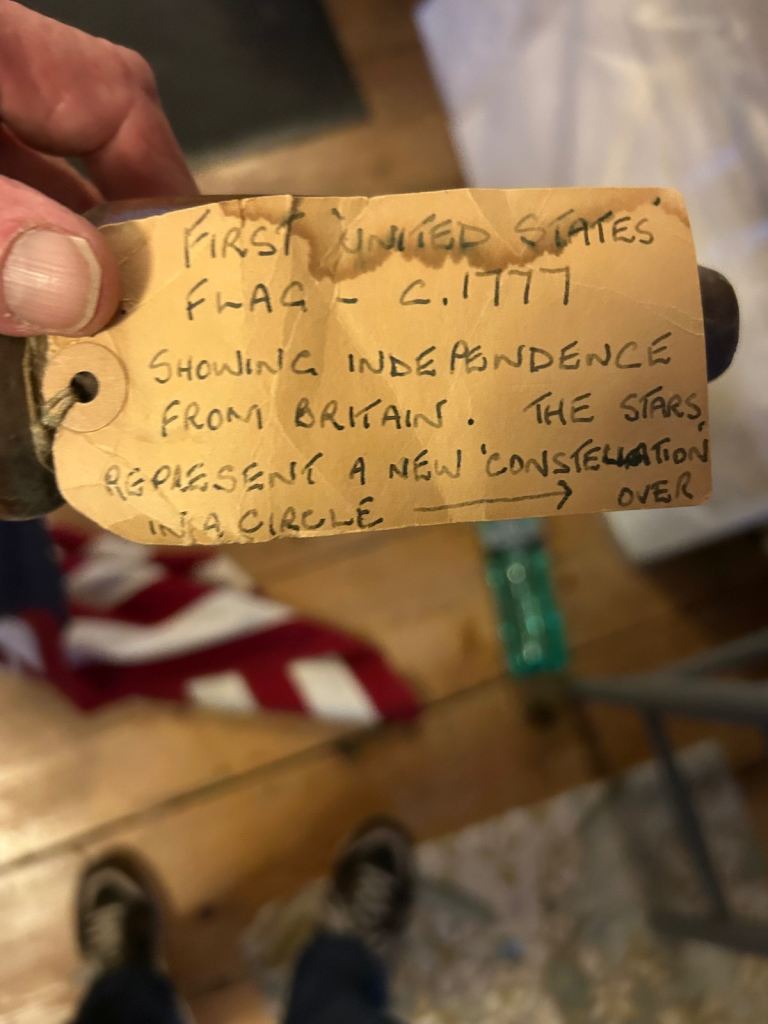 FIRST 'UNITED STATES'
FLAG - C.1777
SHOWING INDEPENDENCE
FROM BRITAIN. THE STARS
REPRESENT A NEW 'CONSTELLATION'
IN A CIRCLE → OVER